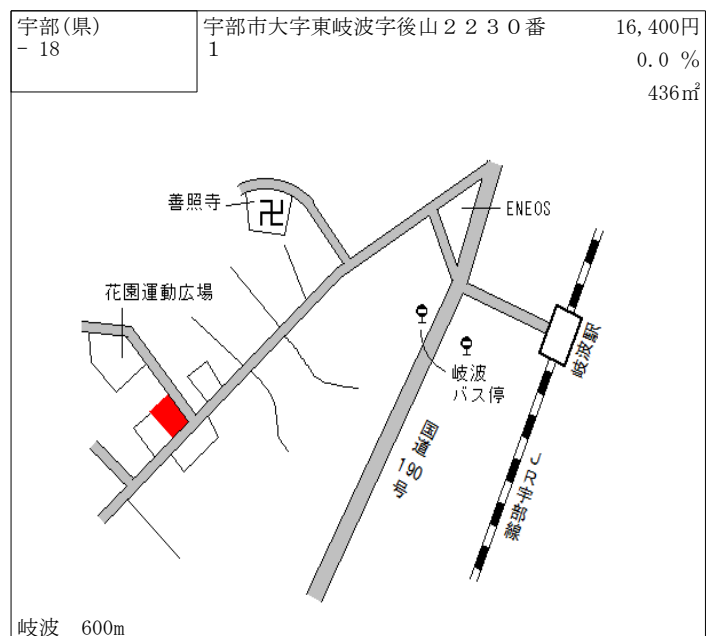 宇部(県)
- 18
宇部市大字東岐波字後山２２３０番
1
16,400円
0.0 %
436㎡
善照寺
卍
ENEOS
花園運動広場
岐波
バス停
岐波駅
国道190号
ＪＲ宇部線
岐波 600m